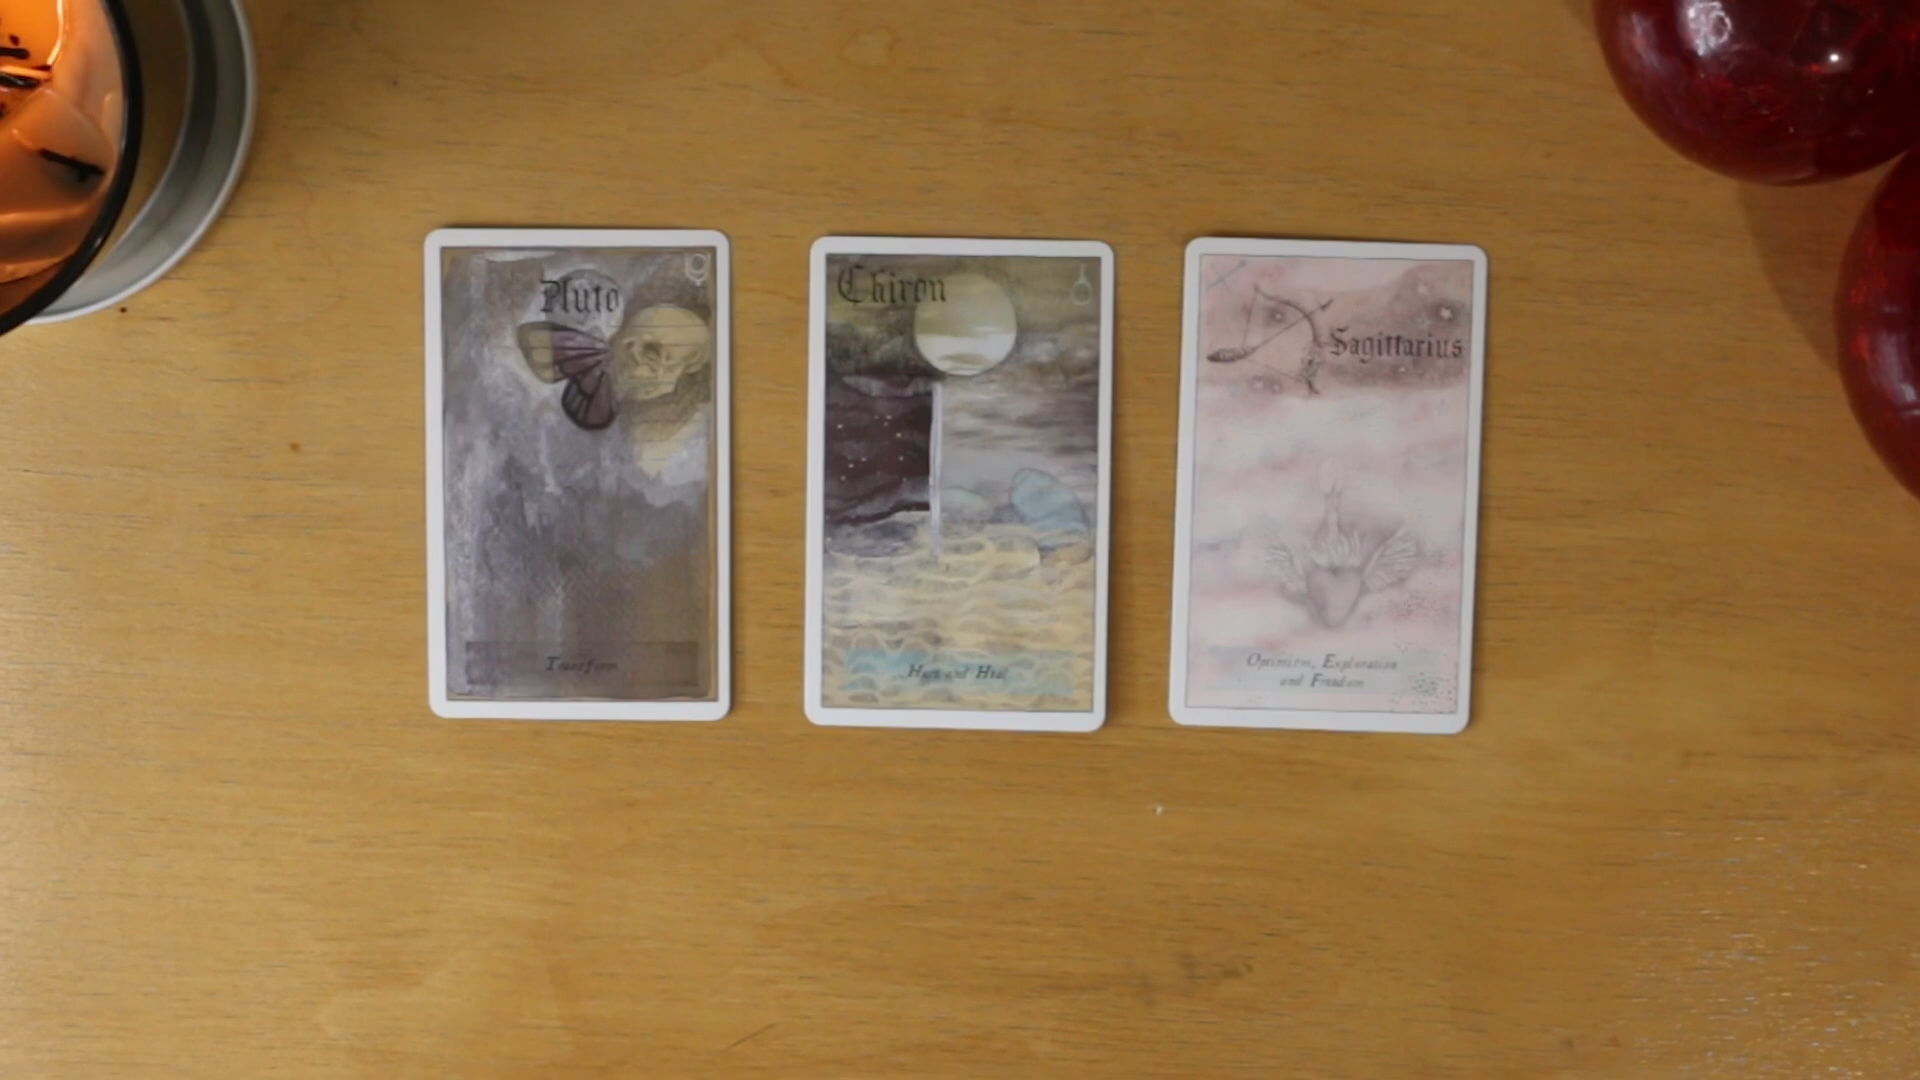 Pluto
Transform
Chiron
Hurt and Heal
Sagittarius
Optimism, Exploration
and Freedom